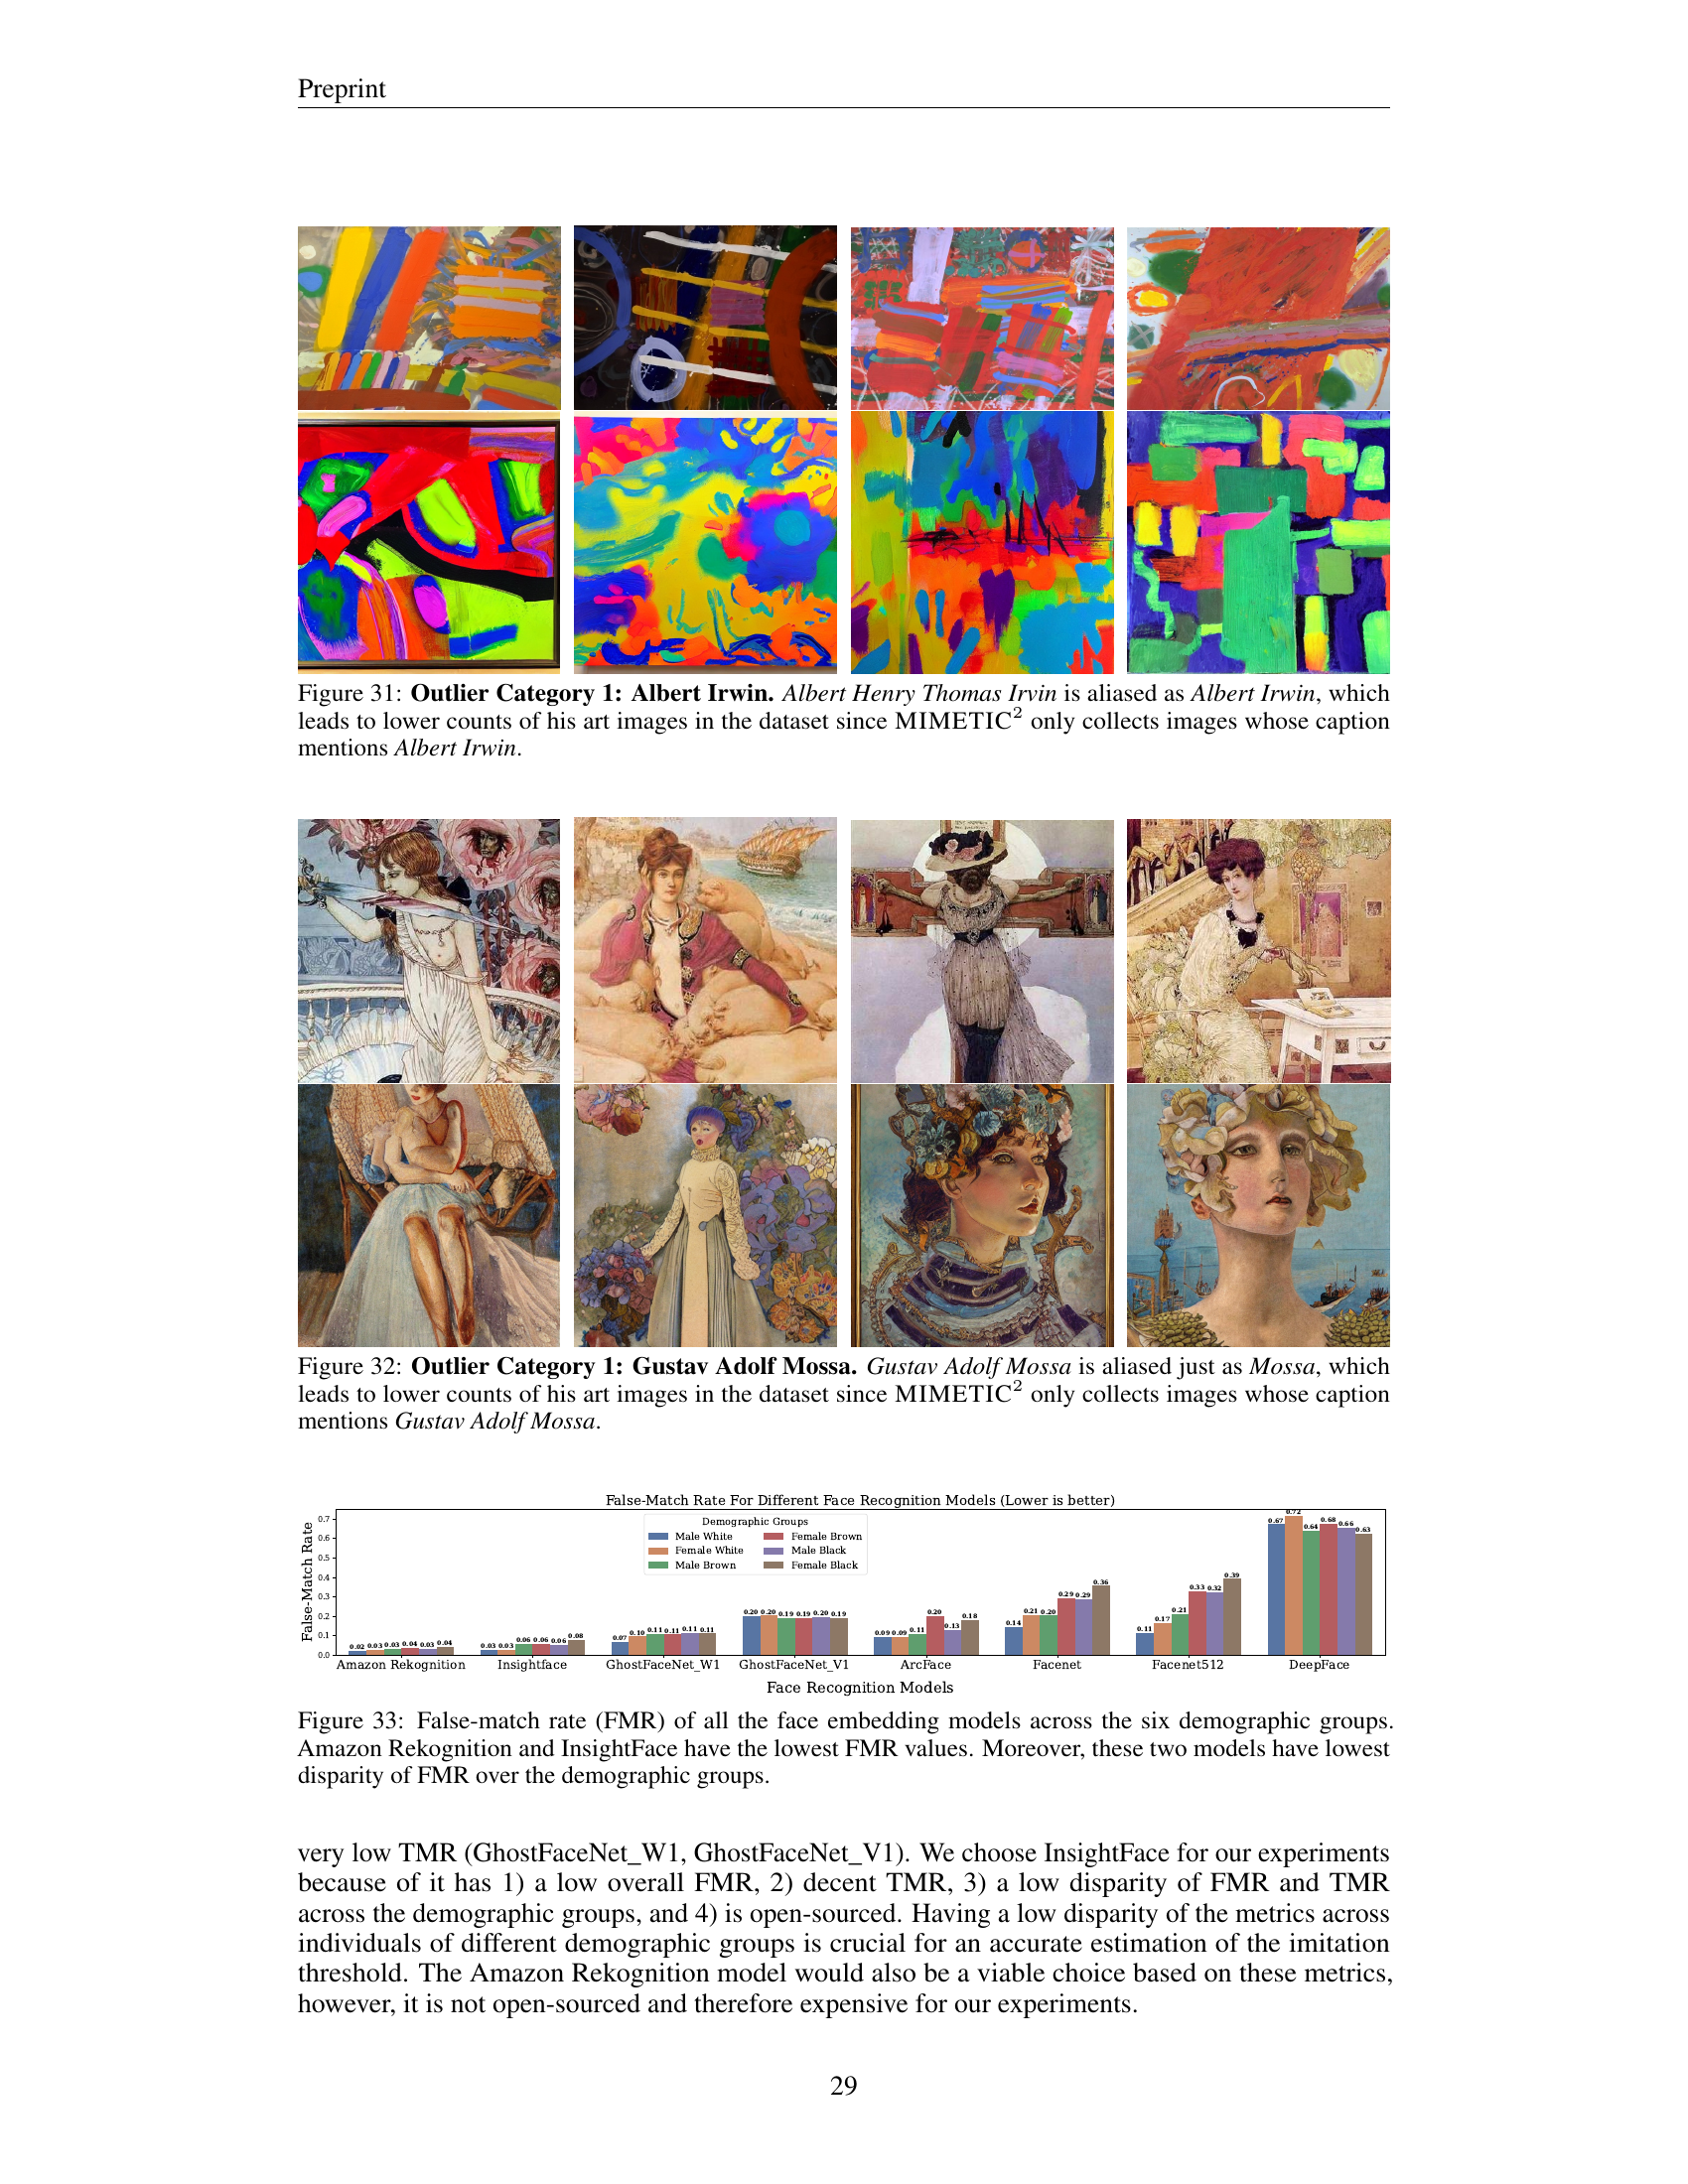 Preprint
Figure 31: Outlier Category 1: Albert Irwin. Albert Henry Thomas Irvin is aliased as Albert Irwin, which
leads to lower counts of his art images in the dataset since MIMETIC² only collects images whose caption
mentions Albert Irwin.
Figure 32: Outlier Category 1: Gustav Adolf Mossa. Gustav Adolf Mossa is aliased just as Mossa, which
leads to lower counts of his art images in the dataset since MIMETIC² only collects images whose caption
mentions Gustav Adolf Mossa.
False-Match Rate For Different Face Recognition Models (Lower is better)
False-Match Rate
0.7
0.6
0.5
0.4
0.3
0.2
0.1
0.0
Demographic Groups
Male White
Female White
Male Brown
Female Brown
Male Black
Female Black
0.02 0.03 0.03 0.04 0.03 0.04
0.03 0.03 0.06 0.06 0.06 0.08
0.07 0.10 0.11 0.11 0.11 0.11
0.20 0.20 0.19 0.19 0.20 0.19
0.09 0.09 0.11 0.20 0.13 0.18
0.14 0.21 0.20 0.29 0.29 0.36
0.11 0.17 0.21 0.33 0.32 0.39
0.67 0.72 0.64 0.68 0.66 0.63
Amazon Rekognition Insightface GhostFaceNet_W1 GhostFaceNet_V1 ArcFace Facenet Facenet512 DeepFace
Face Recognition Models
Figure 33: False-match rate (FMR) of all the face embedding models across the six demographic groups.
Amazon Rekognition and InsightFace have the lowest FMR values. Moreover, these two models have lowest
disparity of FMR over the demographic groups.
very low TMR (GhostFaceNet_W1, GhostFaceNet_V1). We choose InsightFace for our experiments
because of it has 1) a low overall FMR, 2) decent TMR, 3) a low disparity of FMR and TMR
across the demographic groups, and 4) is open-sourced. Having a low disparity of the metrics across
individuals of different demographic groups is crucial for an accurate estimation of the imitation
threshold. The Amazon Rekognition model would also be a viable choice based on these metrics,
however, it is not open-sourced and therefore expensive for our experiments.
29